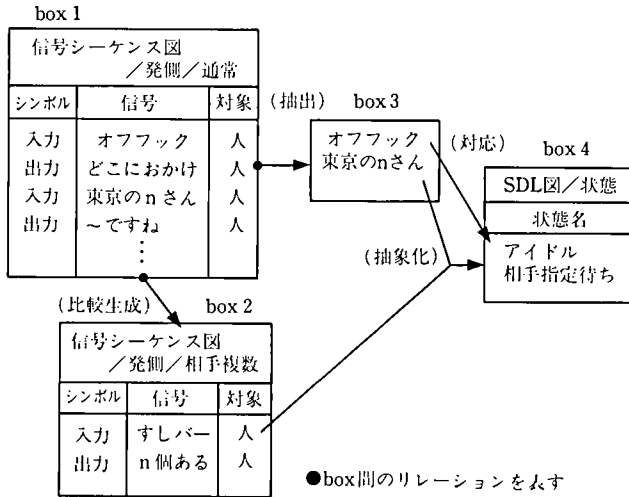 box 1
信号シーケンス図
/発側/通常
シンボル 信号 対象
入力 オフフック 人
出力 どこにおかけ 人
入力 東京のnさん 人
出力 ~ですね 人
⋮
(抽出)
box 3
オフフック
東京のnさん
(対応)
box 4
SDL図/状態
状態名
アイドル
相手指定待ち
(抽象化)
(比較生成)
box 2
信号シーケンス図
/発側/相手複数
シンボル 信号 対象
入力 すしバー 人
出力 n個ある 人
●box間のリレーションを表す